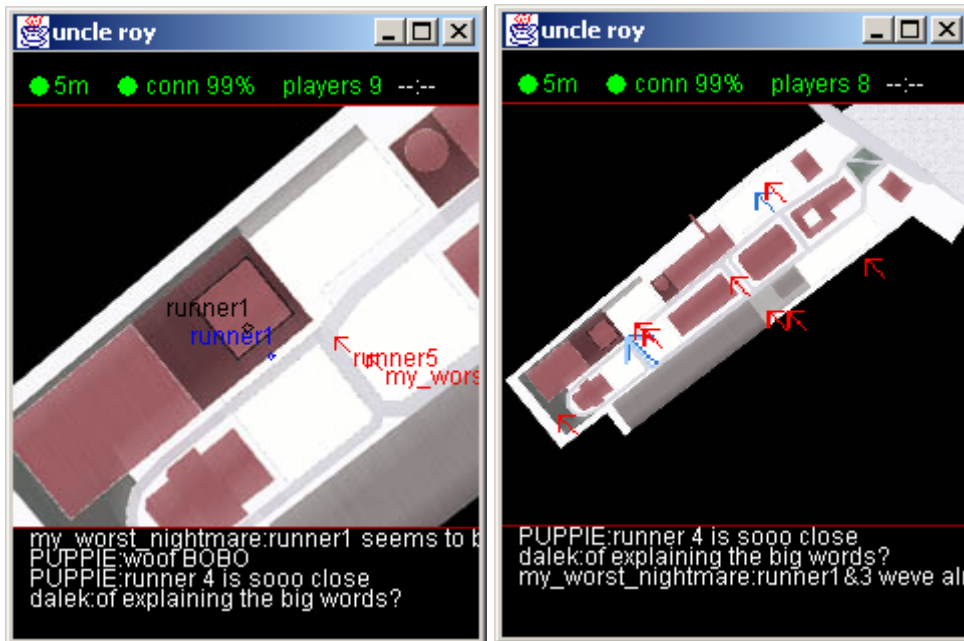 uncle roy
5m conn 99% players 9 --:--
runner1
runner1
runner5
my_wors
my_worst_nightmare:runner1 seems to b
PUPPIE:woof BOBO
PUPPIE:runner 4 is sooo close
dalek:of explaining the big words?
uncle roy
5m conn 99% players 8 --:--
PUPPIE:runner 4 is sooo close
dalek:of explaining the big words?
my_worst_nightmare:runner1&3 weve alr